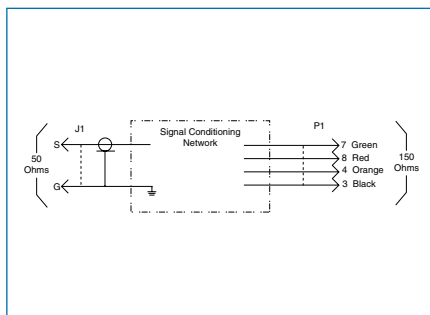 J1
S
G
50
Ohms
Signal Conditioning
Network
P1
7 Green
8 Red
4 Orange
3 Black
150
Ohms